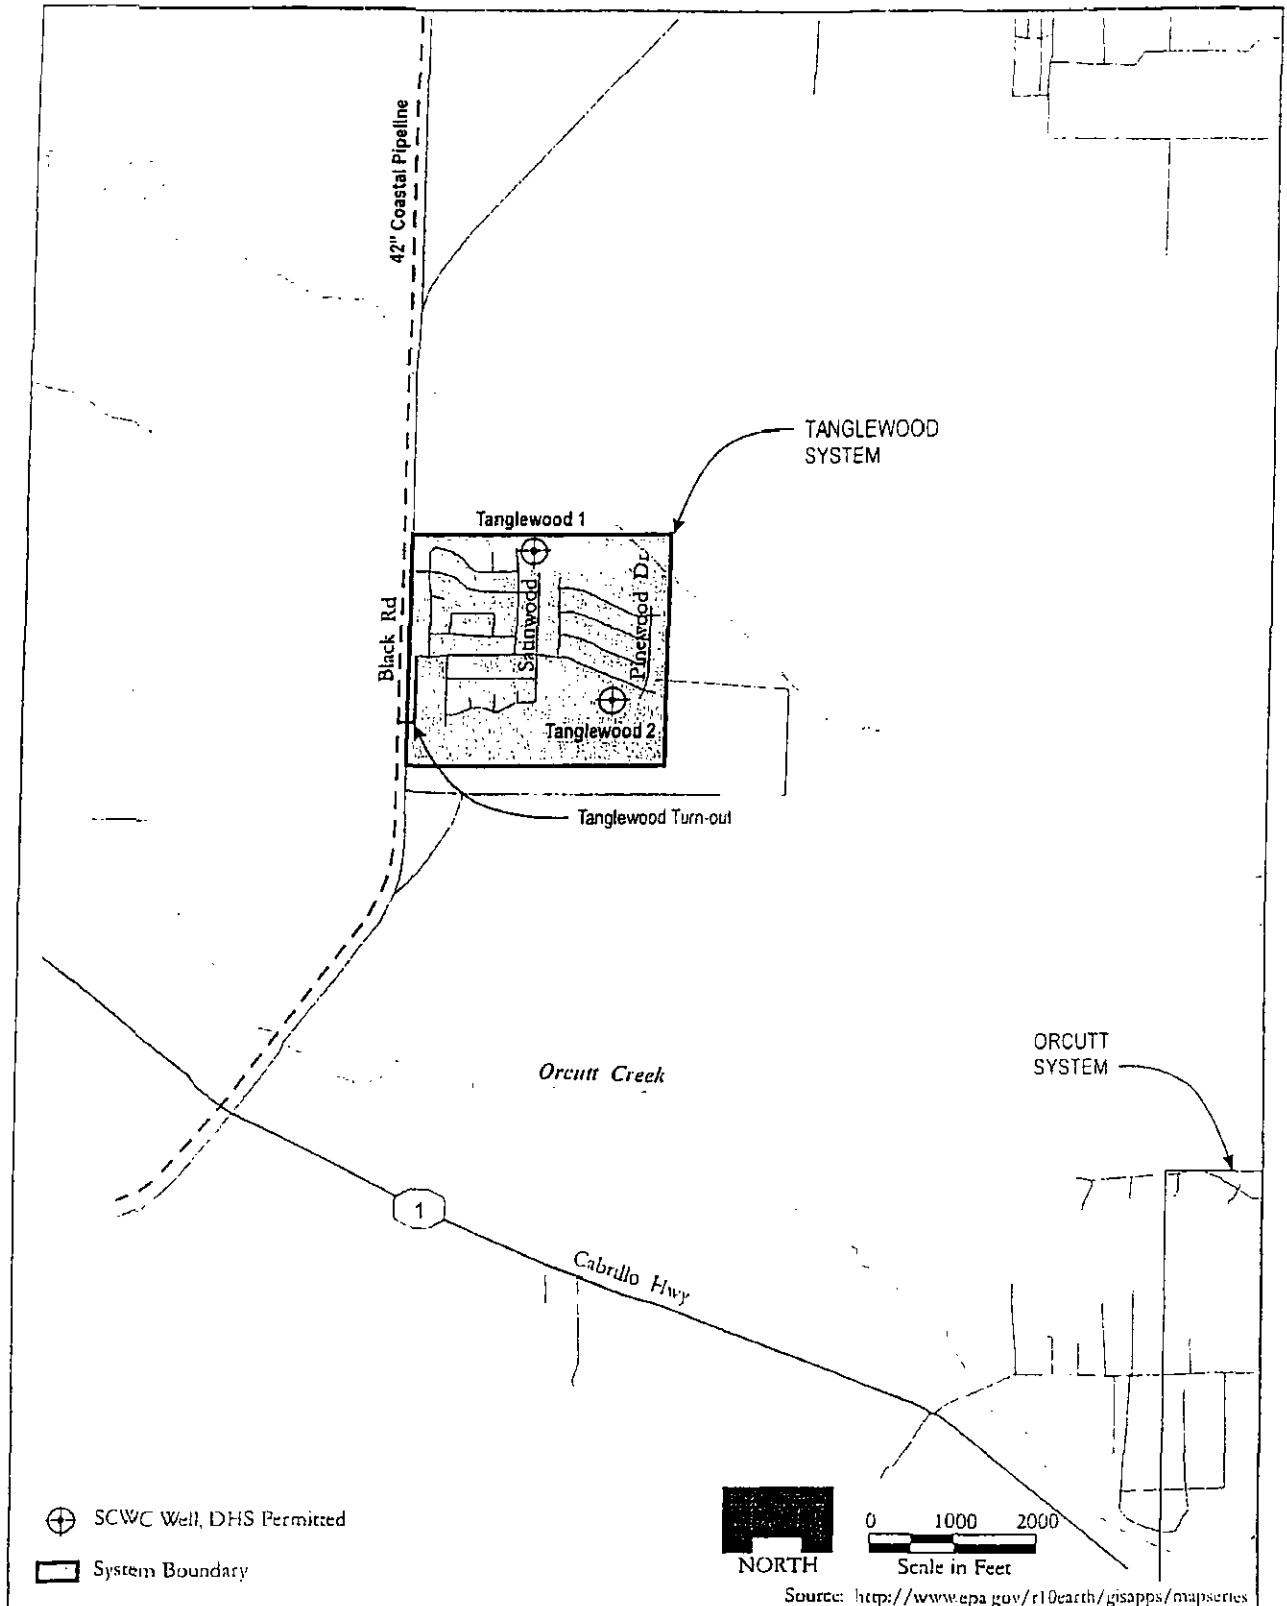 42" Coastal Pipeline
TANGLEWOOD
SYSTEM
Tanglewood 1
Black Rd
Satinwood
Pinewood Dr
Tanglewood 2
Tanglewood Turn-out
Orcutt Creek
ORCUTT
SYSTEM
1
Cabrillo Hwy
SCWC Well, DHS Permitted
System Boundary
NORTH
0 1000 2000
Scale in Feet
Source: http://www.epa.gov/r10earth/gisapps/mapseries